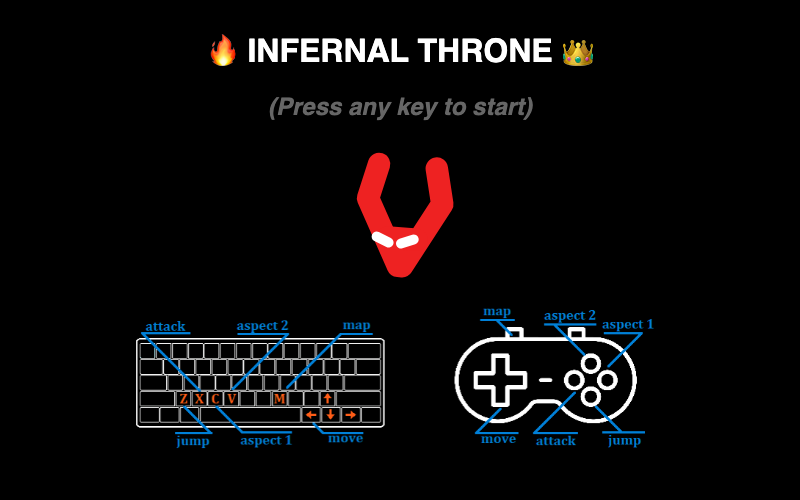 🔥 INFERNAL THRONE 👑
(Press any key to start)
attack
aspect 2
map
Z X C V M ↑
← ↓ →
jump
aspect 1
move
map
aspect 2
aspect 1
move
attack
jump